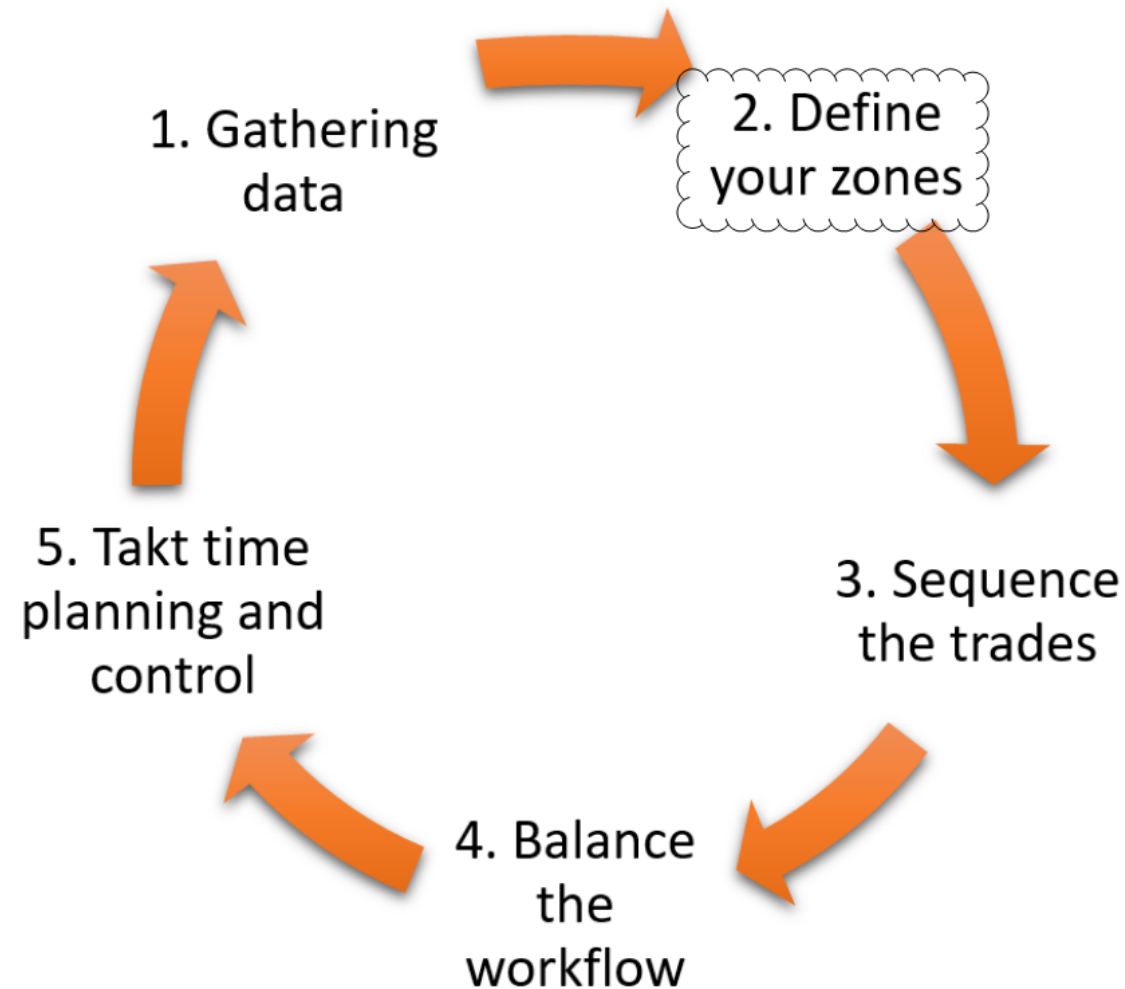 1. Gathering
data
2. Define
your zones
3. Sequence
the trades
4. Balance
the
workflow
5. Takt time
planning and
control